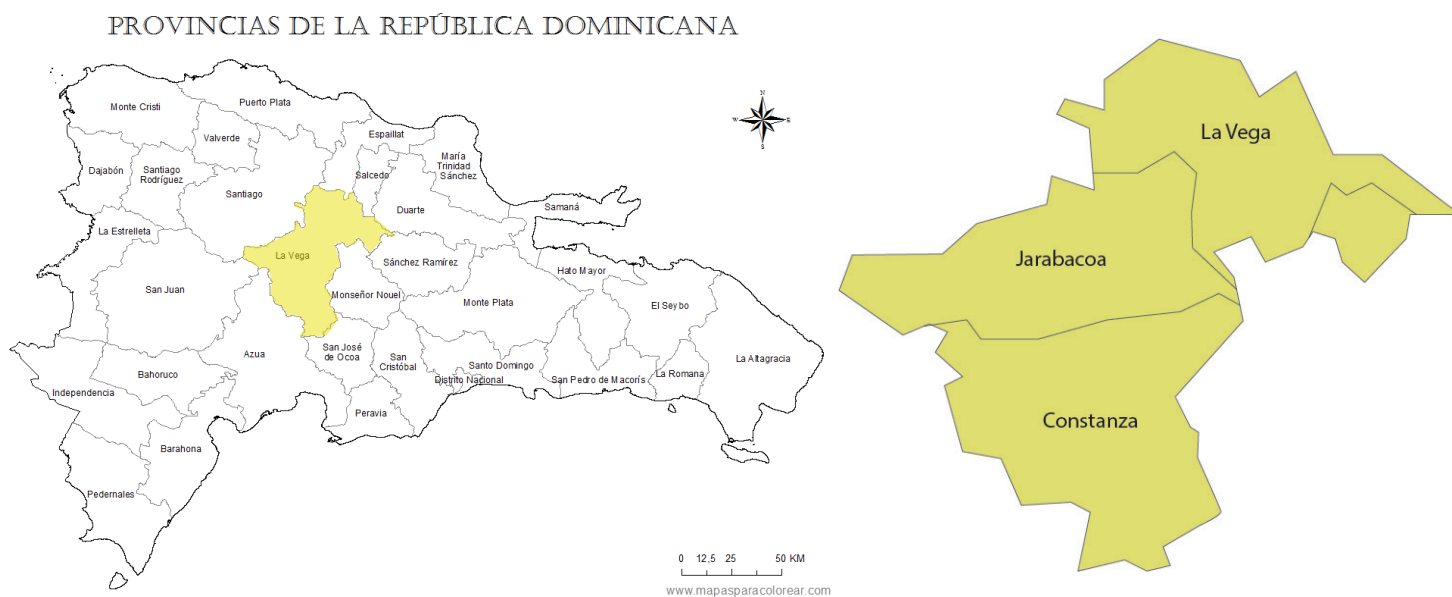 PROVINCIAS DE LA REPÚBLICA DOMINICANA
Monte Cristi
Puerto Plata
Espaillat
Valverde
María
Trinidad
Sánchez
Dajabón
Santiago
Rodríguez
Salcedo
Santiago
Duarte
Samaná
La Estrelleta
La Vega
Sánchez Ramírez
Hato Mayor
San Juan
Monseñor Nouel
Monte Plata
El Seybo
Azua
San José
de Ocoa
San
Cristóbal
Santo Domingo
La Altagracia
Bahoruco
Distrito Nacional
San Pedro de Macorís
La Romana
Independencia
Peravia
Barahona
Pedernales
N
W
E
S
0 12,5 25 50 KM
www.mapasparacolorear.com
La Vega
Jarabacoa
Constanza